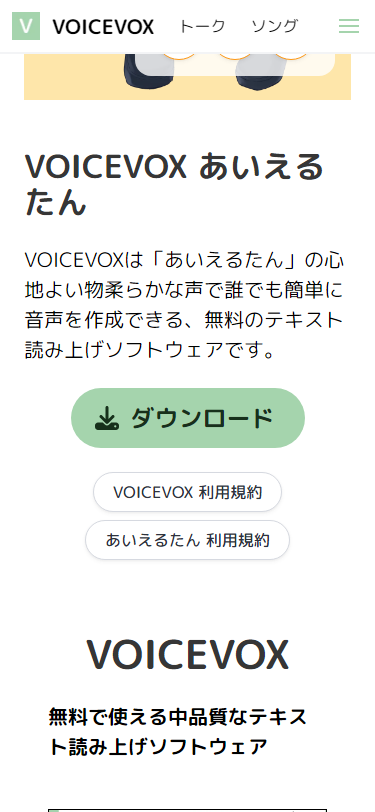 V VOICEVOX トーク ソング
VOICEVOX あいえる
たん
VOICEVOXは「あいえるたん」の心
地よい物柔らかな声で誰でも簡単に
音声を作成できる、無料のテキスト
読み上げソフトウェアです。
ダウンロード
VOICEVOX 利用規約
あいえるたん 利用規約
VOICEVOX
無料で使える中品質なテキス
ト読み上げソフトウェア